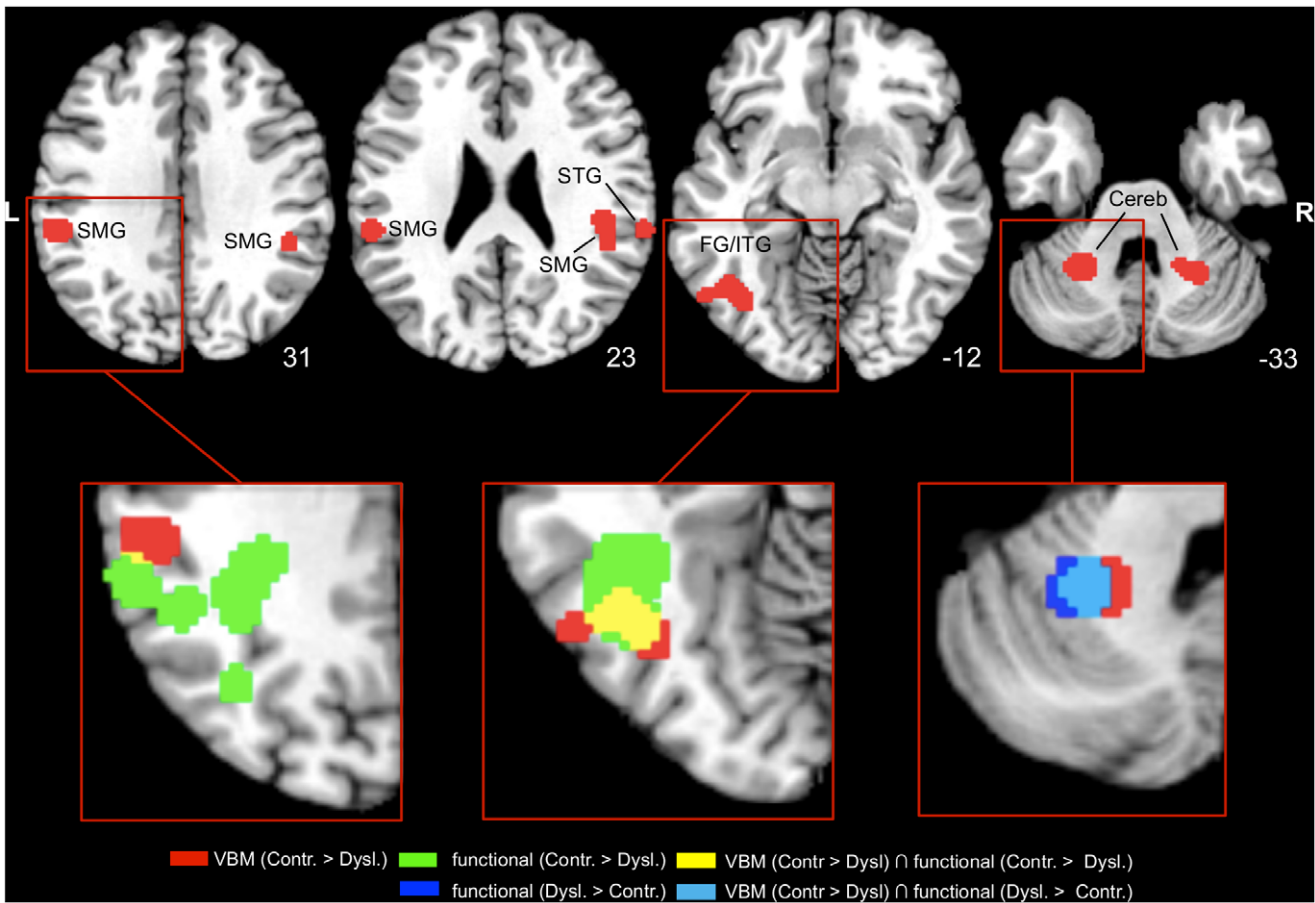 STG
Cereb
L
R
SMG
SMG
SMG
SMG
FG/ITG
31
23
-12
-33
VBM (Contr. > Dysl.)
functional (Contr. > Dysl.)
VBM (Contr > Dysl) ∩ functional (Contr. > Dysl.)
functional (Dysl. > Contr.)
VBM (Contr > Dysl) ∩ functional (Dysl. > Contr.)